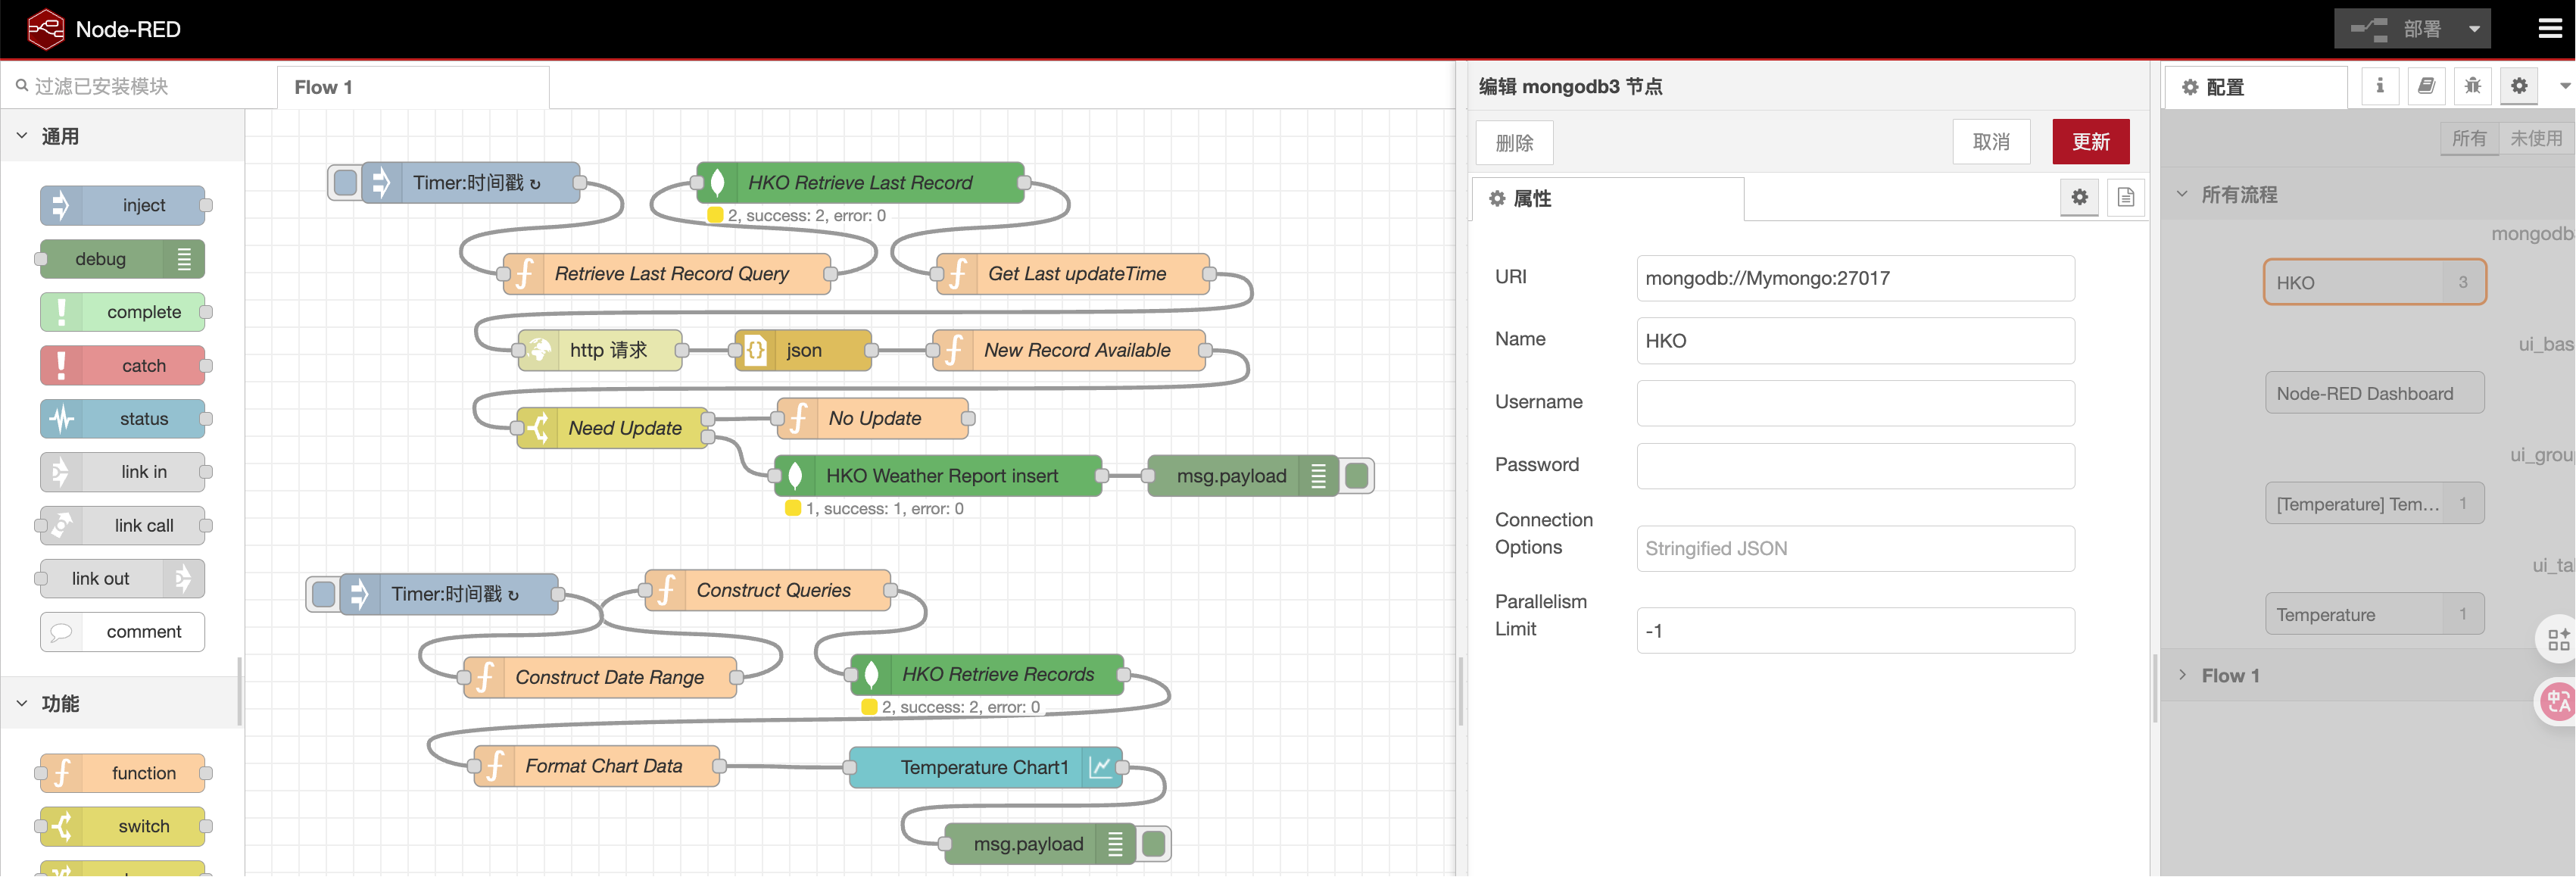 Node-RED
部署
过滤已安装模块
Flow 1
通用
inject
debug
complete
catch
status
link in
link call
link out
comment
功能
function
switch
Timer:时间戳 ↻
HKO Retrieve Last Record
2, success: 2, error: 0
Retrieve Last Record Query
Get Last updateTime
http 请求
json
New Record Available
Need Update
No Update
HKO Weather Report insert
msg.payload
1, success: 1, error: 0
Timer:时间戳 ↻
Construct Queries
Construct Date Range
HKO Retrieve Records
2, success: 2, error: 0
Format Chart Data
Temperature Chart1
msg.payload
编辑 mongodb3 节点
删除
取消
更新
属性
URI
mongodb://Mymongo:27017
Name
HKO
Username
Password
Connection Options
Stringified JSON
Parallelism Limit
-1
配置
所有
未使用
所有流程
mongodb
HKO 3
ui_bas
Node-RED Dashboard
ui_grou
[Temperature] Tem... 1
ui_ta
Temperature 1
Flow 1